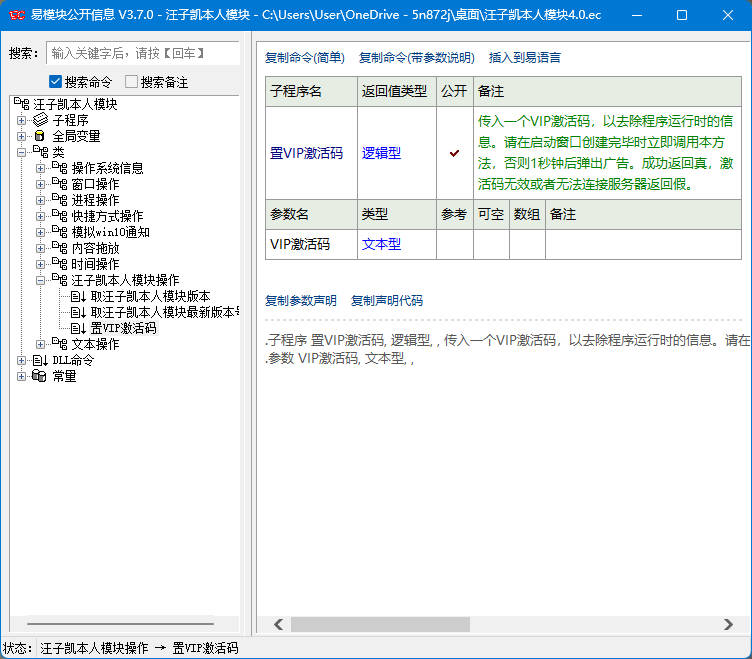 易模块公开信息 V3.7.0 - 汪子凯本人模块 - C:\Users\User\OneDrive - 5n872j\桌面\汪子凯本人模块4.0.ec
搜索：
输入关键字后，请按【回车】
搜索命令 搜索备注
汪子凯本人模块
子程序
全局变量
类
操作系统信息
窗口操作
进程操作
快捷方式操作
模拟win10通知
内容拖放
时间操作
汪子凯本人模块操作
取汪子凯本人模块版本
取汪子凯本人模块最新版本号
置VIP激活码
文本操作
DLL命令
常量
复制命令(简单) 复制命令(带参数说明) 插入到易语言
子程序名 返回值类型 公开 备注
置VIP激活码 逻辑型 传入一个VIP激活码，以去除程序运行时的信
息。请在启动窗口创建完毕时立即调用本方
法，否则1秒钟后弹出广告。成功返回真，激
活码无效或者无法连接服务器返回假。
参数名 类型 参考 可空 数组 备注
VIP激活码 文本型
复制参数声明 复制声明代码
.子程序 置VIP激活码, 逻辑型, , 传入一个VIP激活码，以去除程序运行时的信息。请在
.参数 VIP激活码, 文本型, ,
状态： 汪子凯本人模块操作 → 置VIP激活码